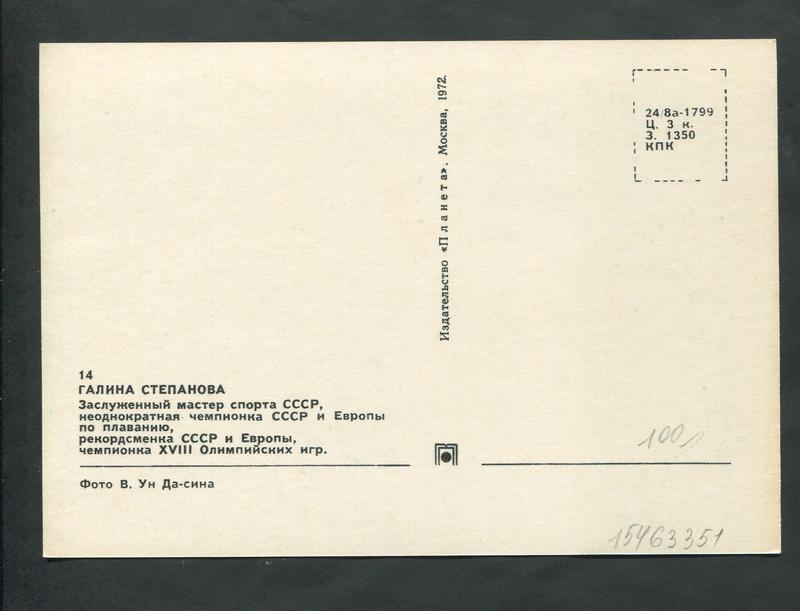 24/8а-1799
Ц. 3 к.
З. 1350
КПК
Издательство «Планета». Москва, 1972.
14
ГАЛИНА СТЕПАНОВА
Заслуженный мастер спорта СССР,
неоднократная чемпионка СССР и Европы
по плаванию,
рекордсменка СССР и Европы,
чемпионка XVIII Олимпийских игр.
Фото В. Ун Да-сина
100
15463351